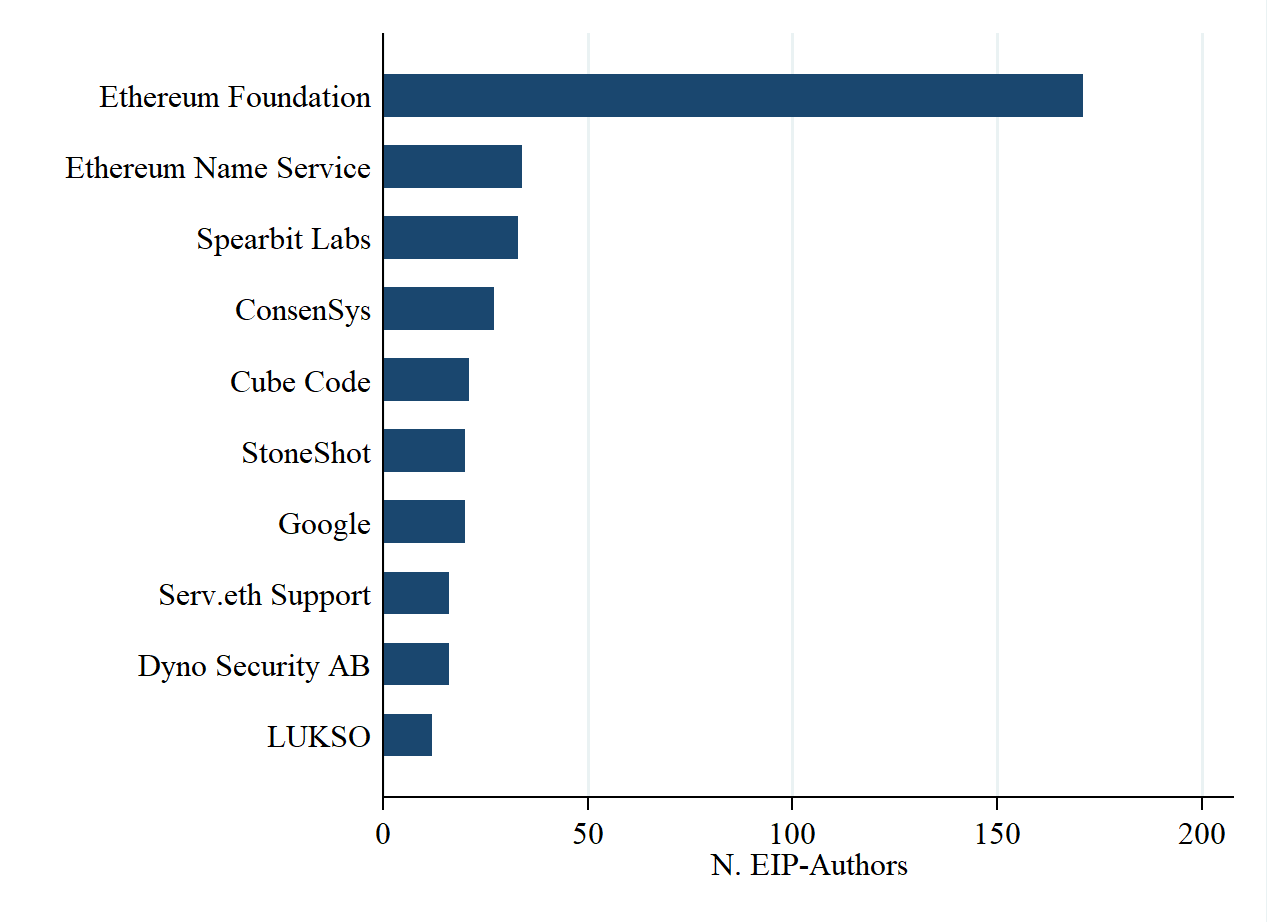 Ethereum Foundation
Ethereum Name Service
Spearbit Labs
ConsenSys
Cube Code
StoneShot
Google
Serv.eth Support
Dyno Security AB
LUKSO
0 50 100 150 200
N. EIP-Authors